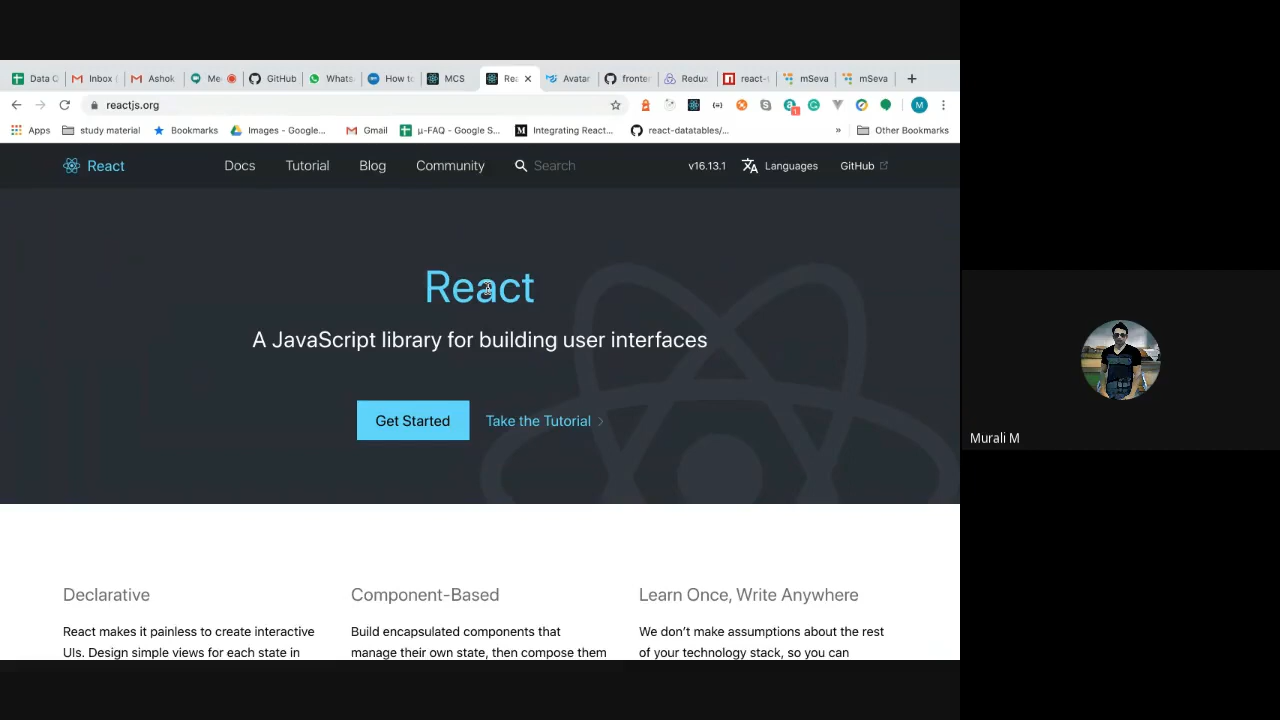 Data C Inbox Ashok Me GitHub Whats How to MCS Rea Avatar fronter Redux react- mSeva mSeva
reactjs.org
Apps study material Bookmarks Images - Google... Gmail µ-FAQ - Google S... Integrating React... react-datatables/... » Other Bookmarks
React Docs Tutorial Blog Community Search v16.13.1 Languages GitHub
React
A JavaScript library for building user interfaces
Get Started Take the Tutorial
Murali M
Declarative Component-Based Learn Once, Write Anywhere
React makes it painless to create interactive
UIs. Design simple views for each state in
Build encapsulated components that
manage their own state, then compose them
We don't make assumptions about the rest
of your technology stack, so you can